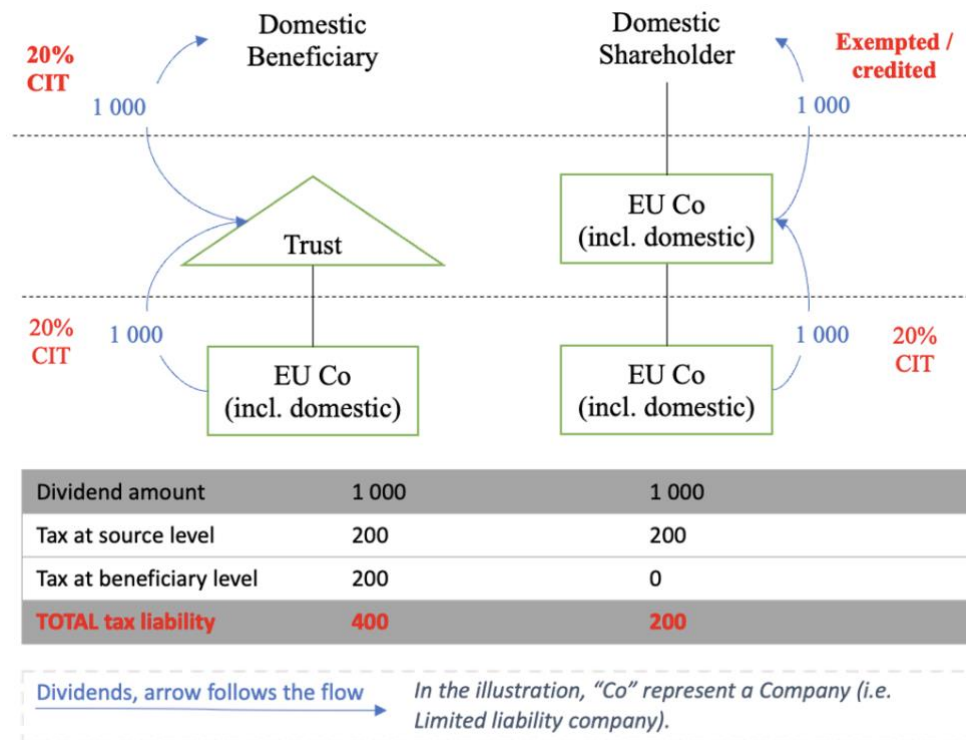 Domestic
Beneficiary
Domestic
Shareholder
20%
CIT
Exempted /
credited
1 000
1 000
Trust
EU Co
(incl. domestic)
20%
CIT
1 000
1 000
20%
CIT
EU Co
(incl. domestic)
EU Co
(incl. domestic)
Dividend amount 1 000 1 000
Tax at source level 200 200
Tax at beneficiary level 200 0
TOTAL tax liability 400 200
Dividends, arrow follows the flow
In the illustration, “Co” represent a Company (i.e.
Limited liability company).